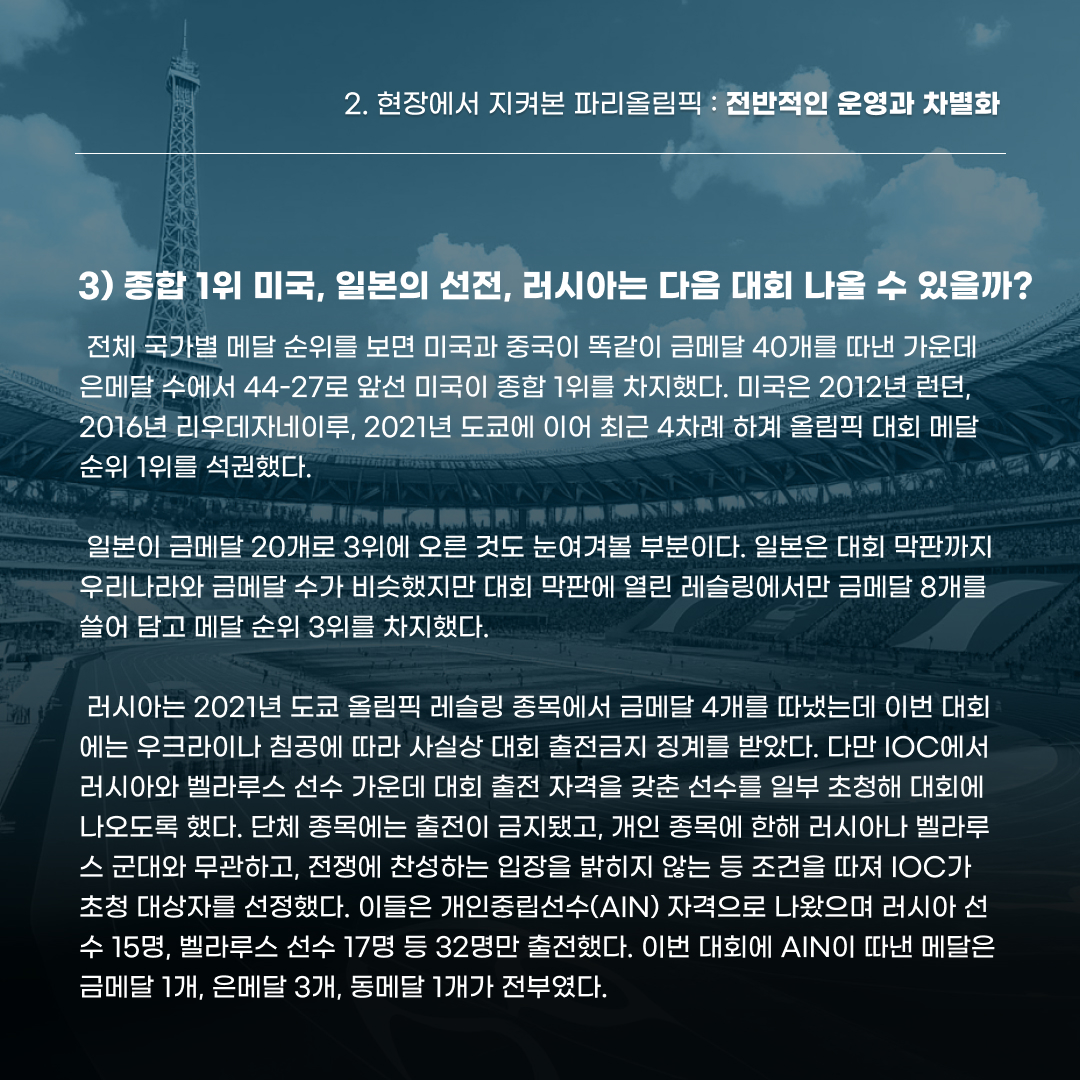 2. 현장에서 지켜본 파리올림픽 : 전반적인 운영과 차별화
3) 종합 1위 미국, 일본의 선전, 러시아는 다음 대회 나올 수 있을까?
전체 국가별 메달 순위를 보면 미국과 중국이 똑같이 금메달 40개를 따낸 가운데
은메달 수에서 44-27로 앞선 미국이 종합 1위를 차지했다. 미국은 2012년 런던,
2016년 리우데자네이루, 2021년 도쿄에 이어 최근 4차례 하계 올림픽 대회 메달
순위 1위를 석권했다.
일본이 금메달 20개로 3위에 오른 것도 눈여겨볼 부분이다. 일본은 대회 막판까지
우리나라와 금메달 수가 비슷했지만 대회 막판에 열린 레슬링에서만 금메달 8개를
쓸어 담고 메달 순위 3위를 차지했다.
러시아는 2021년 도쿄 올림픽 레슬링 종목에서 금메달 4개를 따냈는데 이번 대회
에는 우크라이나 침공에 따라 사실상 대회 출전금지 징계를 받았다. 다만 IOC에서
러시아와 벨라루스 선수 가운데 대회 출전 자격을 갖춘 선수를 일부 초청해 대회에
나오도록 했다. 단체 종목에는 출전이 금지됐고, 개인 종목에 한해 러시아나 벨라루
스 군대와 무관하고, 전쟁에 찬성하는 입장을 밝히지 않는 등 조건을 따져 IOC가
초청 대상자를 선정했다. 이들은 개인중립선수(AIN) 자격으로 나왔으며 러시아 선
수 15명, 벨라루스 선수 17명 등 32명만 출전했다. 이번 대회에 AIN이 따낸 메달은
금메달 1개, 은메달 3개, 동메달 1개가 전부였다.